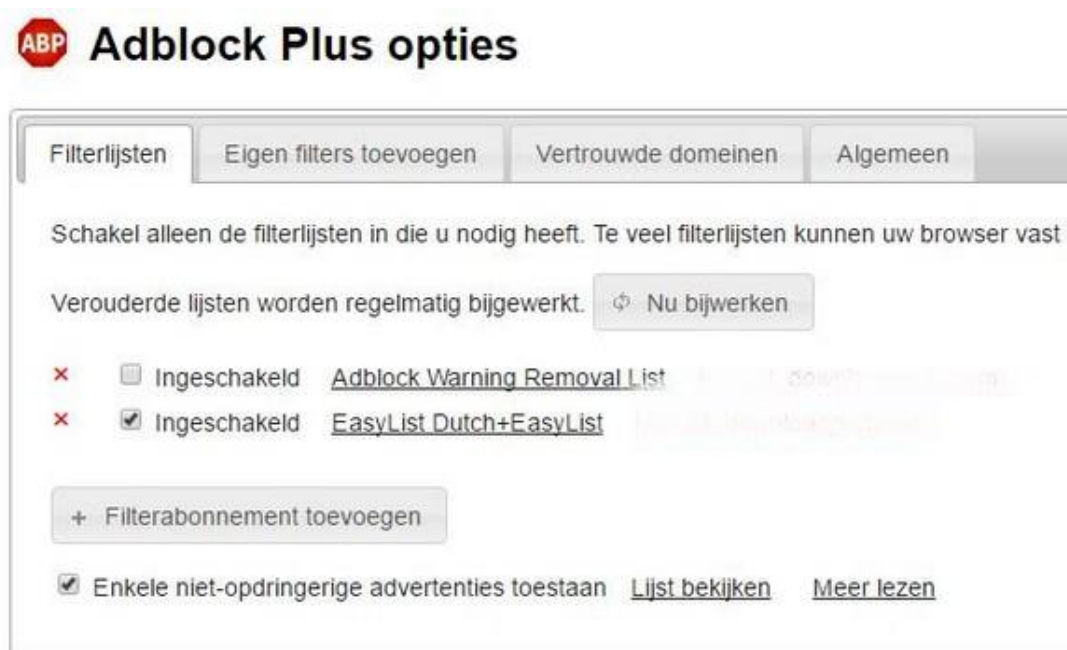 ABP Adblock Plus opties
Filterlijsten Eigen filters toevoegen Vertrouwde domeinen Algemeen
Schakel alleen de filterlijsten in die u nodig heeft. Te veel filterlijsten kunnen uw browser vast
Verouderde lijsten worden regelmatig bijgewerkt. Nu bijwerken
Ingeschakeld Adblock Warning Removal List
Ingeschakeld EasyList Dutch+EasyList
+ Filterabonnement toevoegen
Enkele niet-opdringerige advertenties toestaan Lijst bekijken Meer lezen